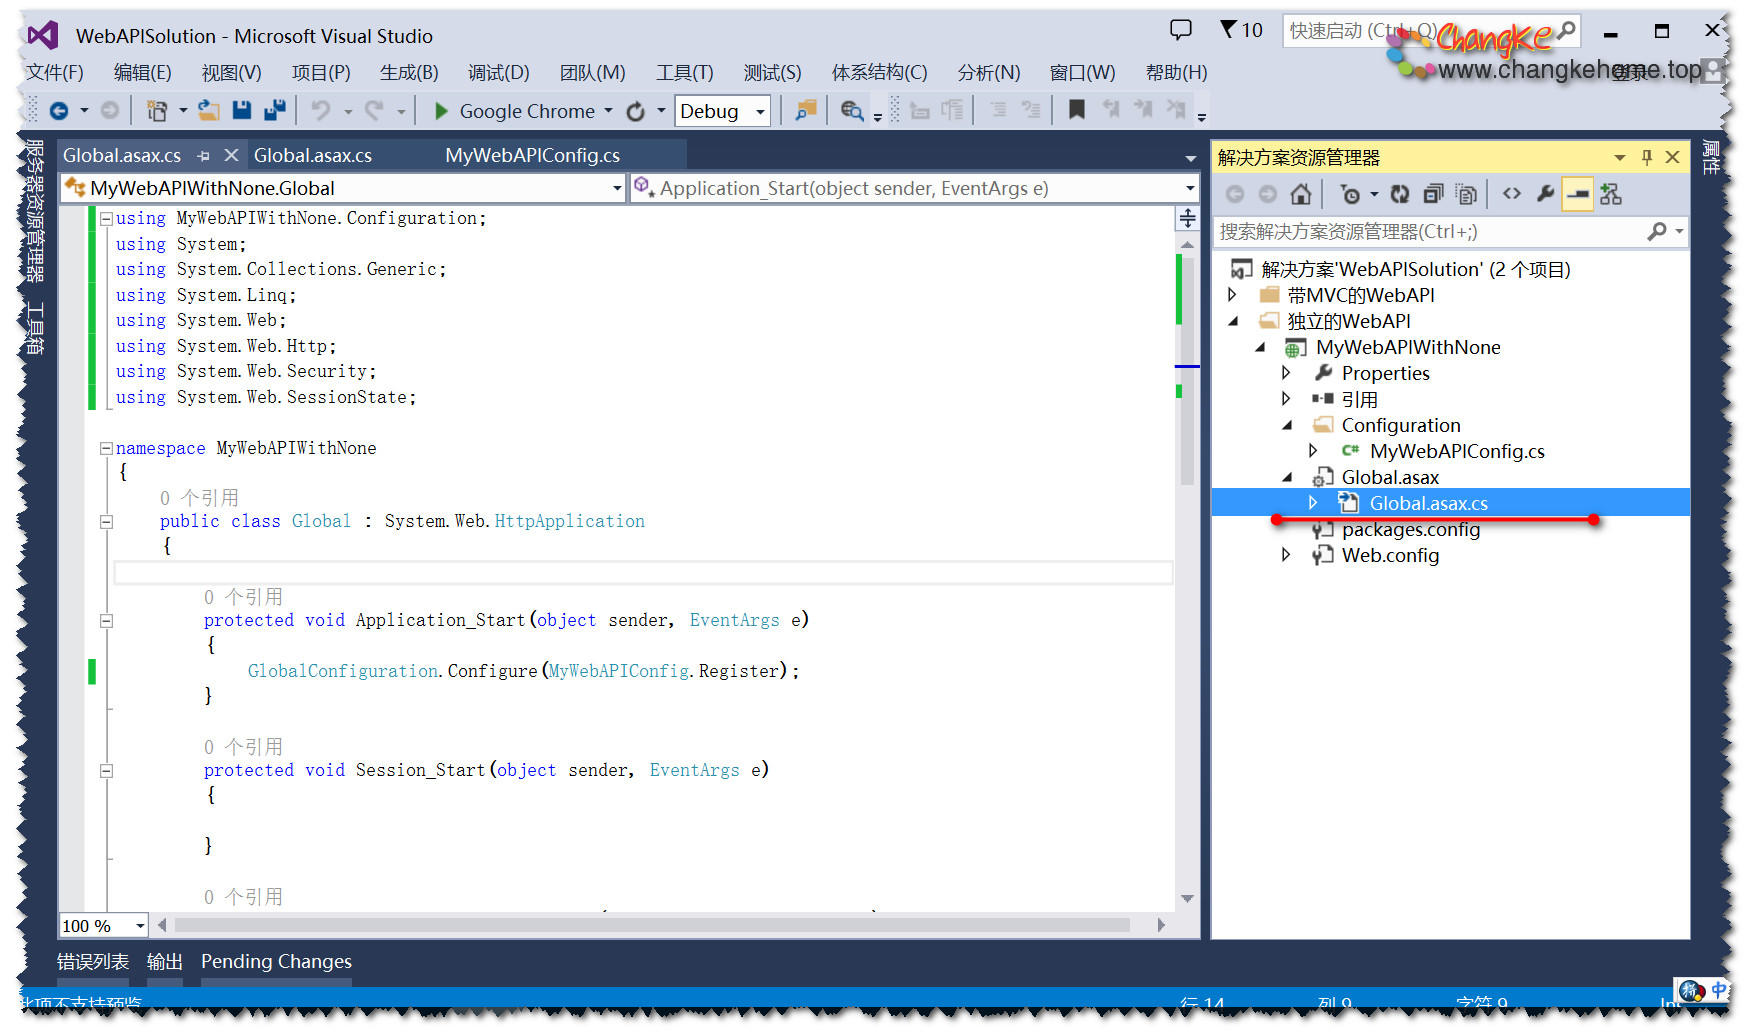 WebAPISolution - Microsoft Visual Studio
10
快速启动 (Ctrl+Q)
ChangKe
www.changkehome.top
文件(F) 编辑(E) 视图(V) 项目(P) 生成(B) 调试(D) 团队(M) 工具(T) 测试(S) 体系结构(C) 分析(N) 窗口(W) 帮助(H)
登录
Google Chrome Debug
服务器资源管理器
工具箱
Global.asax.cs Global.asax.cs MyWebAPIConfig.cs
MyWebAPIWithNone.Global Application_Start(object sender, EventArgs e)
using MyWebAPIWithNone.Configuration;
using System;
using System.Collections.Generic;
using System.Linq;
using System.Web;
using System.Web.Http;
using System.Web.Security;
using System.Web.SessionState;
namespace MyWebAPIWithNone
{
0 个引用
public class Global : System.Web.HttpApplication
{
0 个引用
protected void Application_Start(object sender, EventArgs e)
{
GlobalConfiguration.Configure(MyWebAPIConfig.Register);
}
0 个引用
protected void Session_Start(object sender, EventArgs e)
{
}
0 个引用
100 %
解决方案资源管理器
搜索解决方案资源管理器(Ctrl+;)
解决方案'WebAPISolution' (2 个项目)
带MVC的WebAPI
独立的WebAPI
MyWebAPIWithNone
Properties
引用
Configuration
C# MyWebAPIConfig.cs
Global.asax
Global.asax.cs
packages.config
Web.config
属性
错误列表 输出 Pending Changes
此项不支持预览 行 14 列 9 字符 9
拼 中